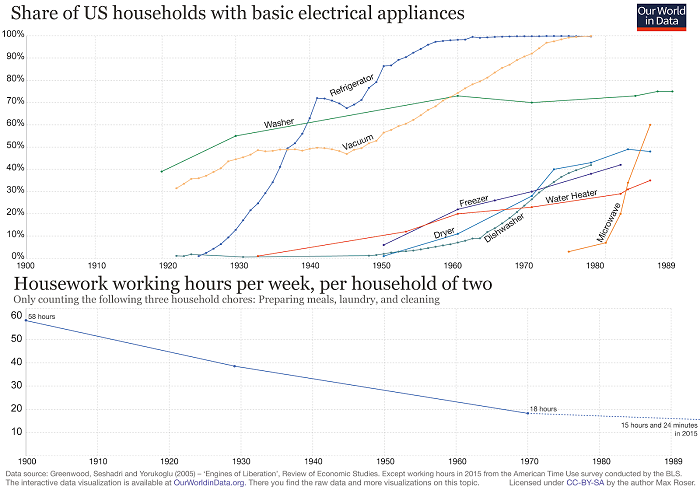 Share of US households with basic electrical appliances
Our World
in Data
100%
90%
80%
70%
60%
50%
40%
30%
20%
10%
0%
Refrigerator
Washer
Vacuum
Freezer
Water Heater
Dryer
Dishwasher
Microwave
1900 1910 1920 1930 1940 1950 1960 1970 1980 1989
Housework working hours per week, per household of two
Only counting the following three household chores: Preparing meals, laundry, and cleaning
60
50
40
30
20
10
58 hours
18 hours
15 hours and 24 minutes
in 2015
1900 1910 1920 1930 1940 1950 1960 1970 1980 1989
Data source: Greenwood, Seshadri and Yorukoglu (2005) – 'Engines of Liberation', Review of Economic Studies. Except working hours in 2015 from the American Time Use survey conducted by the BLS.
The interactive data visualization is available at OurWorldinData.org. There you find the raw data and more visualizations on this topic. Licensed under CC-BY-SA by the author Max Roser.